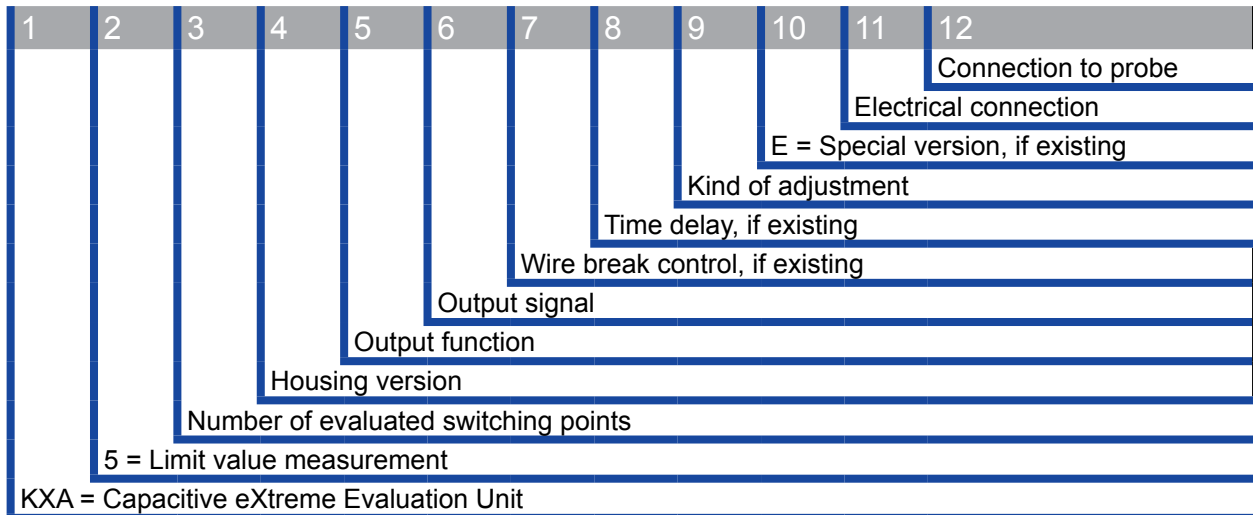 1 2 3 4 5 6 7 8 9 10 11 12
Connection to probe
Electrical connection
E = Special version, if existing
Kind of adjustment
Time delay, if existing
Wire break control, if existing
Output signal
Output function
Housing version
Number of evaluated switching points
5 = Limit value measurement
KXA = Capacitive eXtreme Evaluation Unit